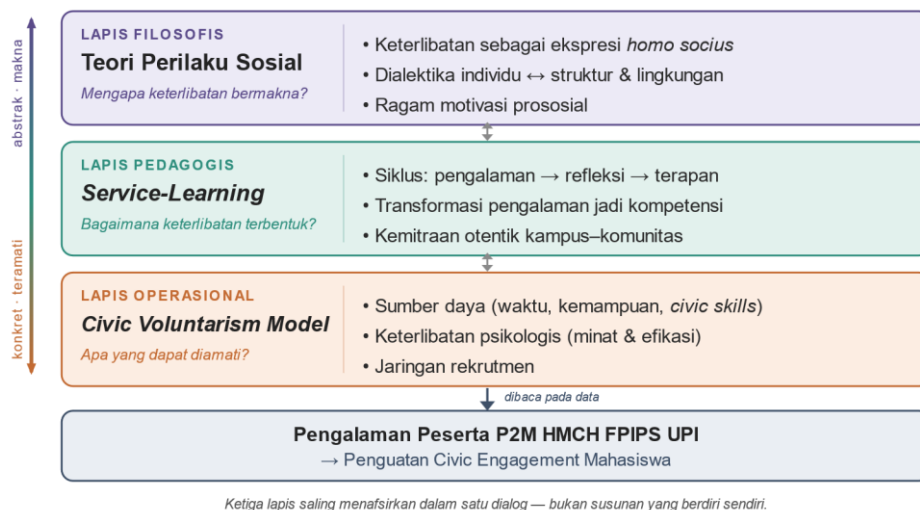 abstrak · makna
konkret · teramati
LAPIS FILOSOFIS
Teori Perilaku Sosial
Mengapa keterlibatan bermakna?
• Keterlibatan sebagai ekspresi homo socius
• Dialektika individu ↔ struktur & lingkungan
• Ragam motivasi prososial
LAPIS PEDAGOGIS
Service-Learning
Bagaimana keterlibatan terbentuk?
• Siklus: pengalaman → refleksi → terapan
• Transformasi pengalaman jadi kompetensi
• Kemitraan otentik kampus–komunitas
LAPIS OPERASIONAL
Civic Voluntarism Model
Apa yang dapat diamati?
• Sumber daya (waktu, kemampuan, civic skills)
• Keterlibatan psikologis (minat & efikasi)
• Jaringan rekrutmen
dibaca pada data
Pengalaman Peserta P2M HMCH FPIPS UPI
→ Penguatan Civic Engagement Mahasiswa
Ketiga lapis saling menafsirkan dalam satu dialog — bukan susunan yang berdiri sendiri.